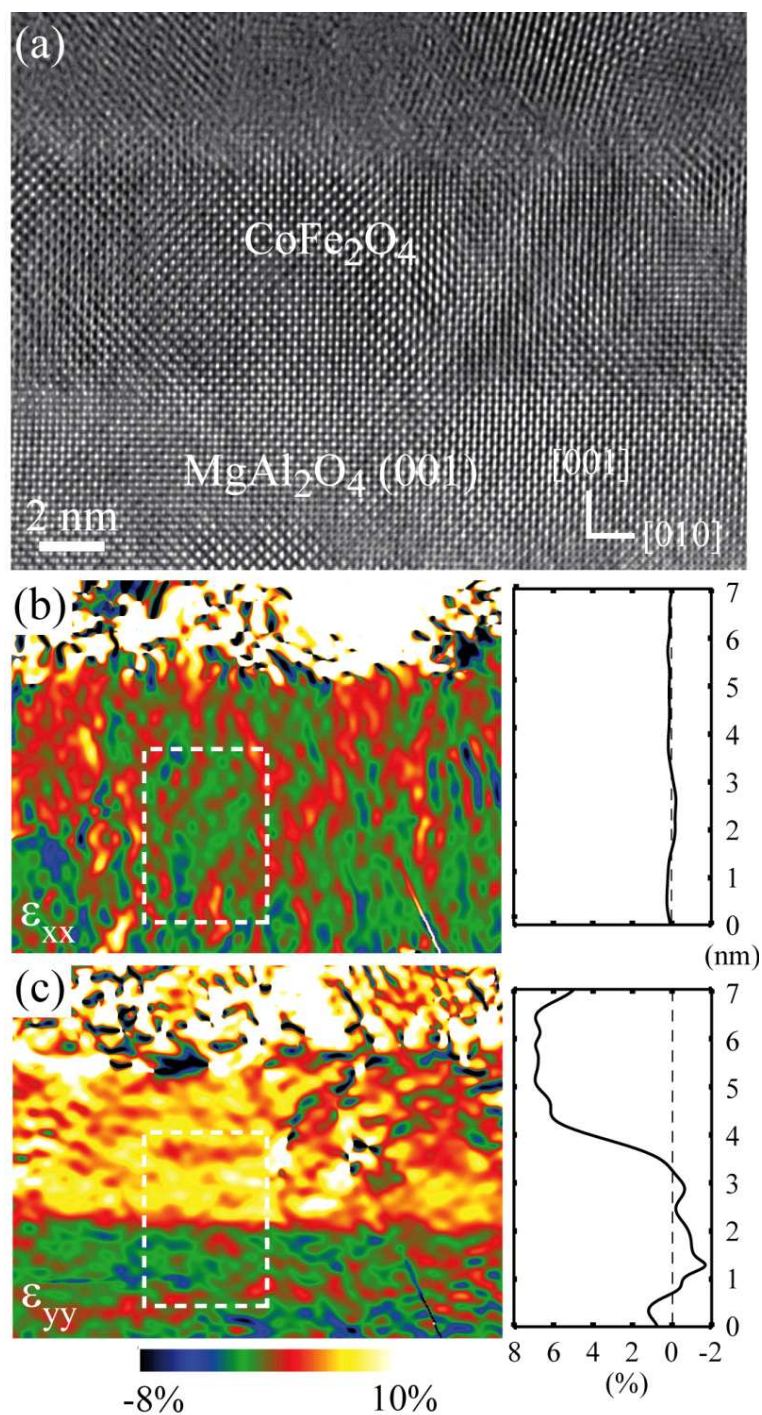 (a)
CoFe₂O₄
MgAl₂O₄ (001)
[001]
[010]
2 nm
(b)
εxx
7
6
5
4
3
2
1
0
(nm)
(c)
εyy
7
6
5
4
3
2
1
0
8 6 4 2 0 -2
(%)
-8% 10%